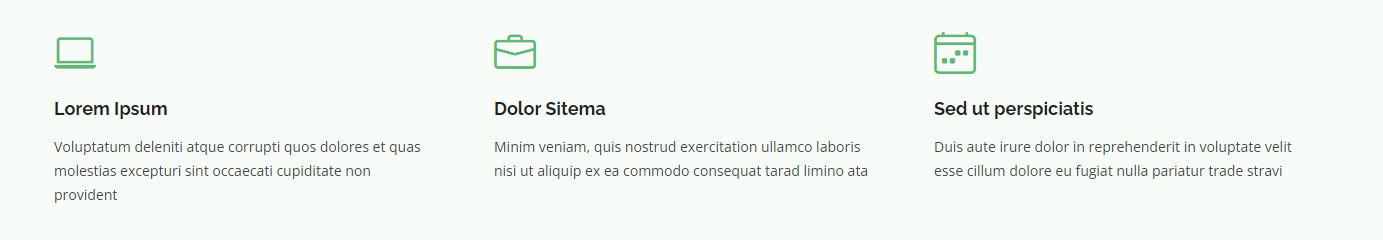 Lorem Ipsum
Voluptatum deleniti atque corrupti quos dolores et quas
molestias excepturi sint occaecati cupiditate non
provident
Dolor Sitema
Minim veniam, quis nostrud exercitation ullamco laboris
nisi ut aliquip ex ea commodo consequat tarad limino ata
Sed ut perspiciatis
Duis aute irure dolor in reprehenderit in voluptate velit
esse cillum dolore eu fugiat nulla pariatur trade stravi